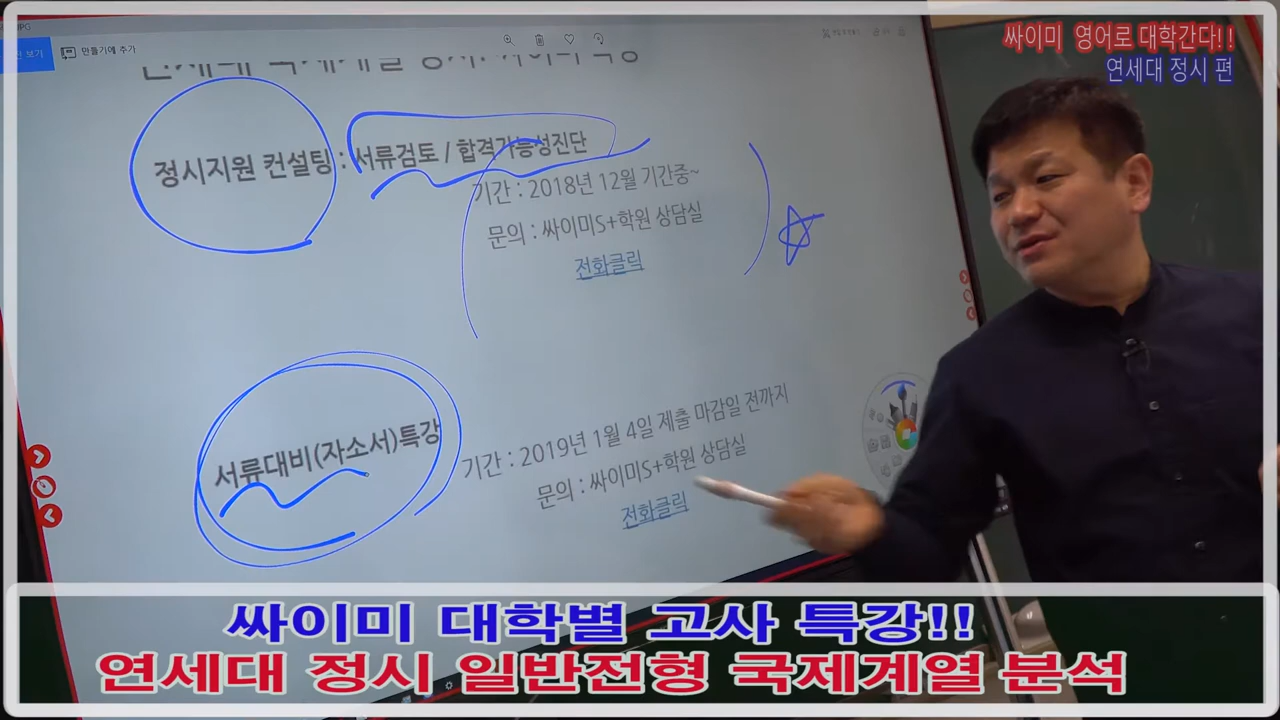 만들기에 추가
싸이미 영어로 대학간다!!
연세대 정시 편
정시지원 컨설팅 : 서류검토 / 합격가능성진단
기간 : 2018년 12월 기간중~
문의 : 싸이미S+학원 상담실
전화클릭
서류대비(자소서)특강
기간 : 2019년 1월 4일 제출 마감일 전까지
문의 : 싸이미S+학원 상담실
전화클릭
싸이미 대학별 고사 특강!!
연세대 정시 일반전형 국제계열 분석